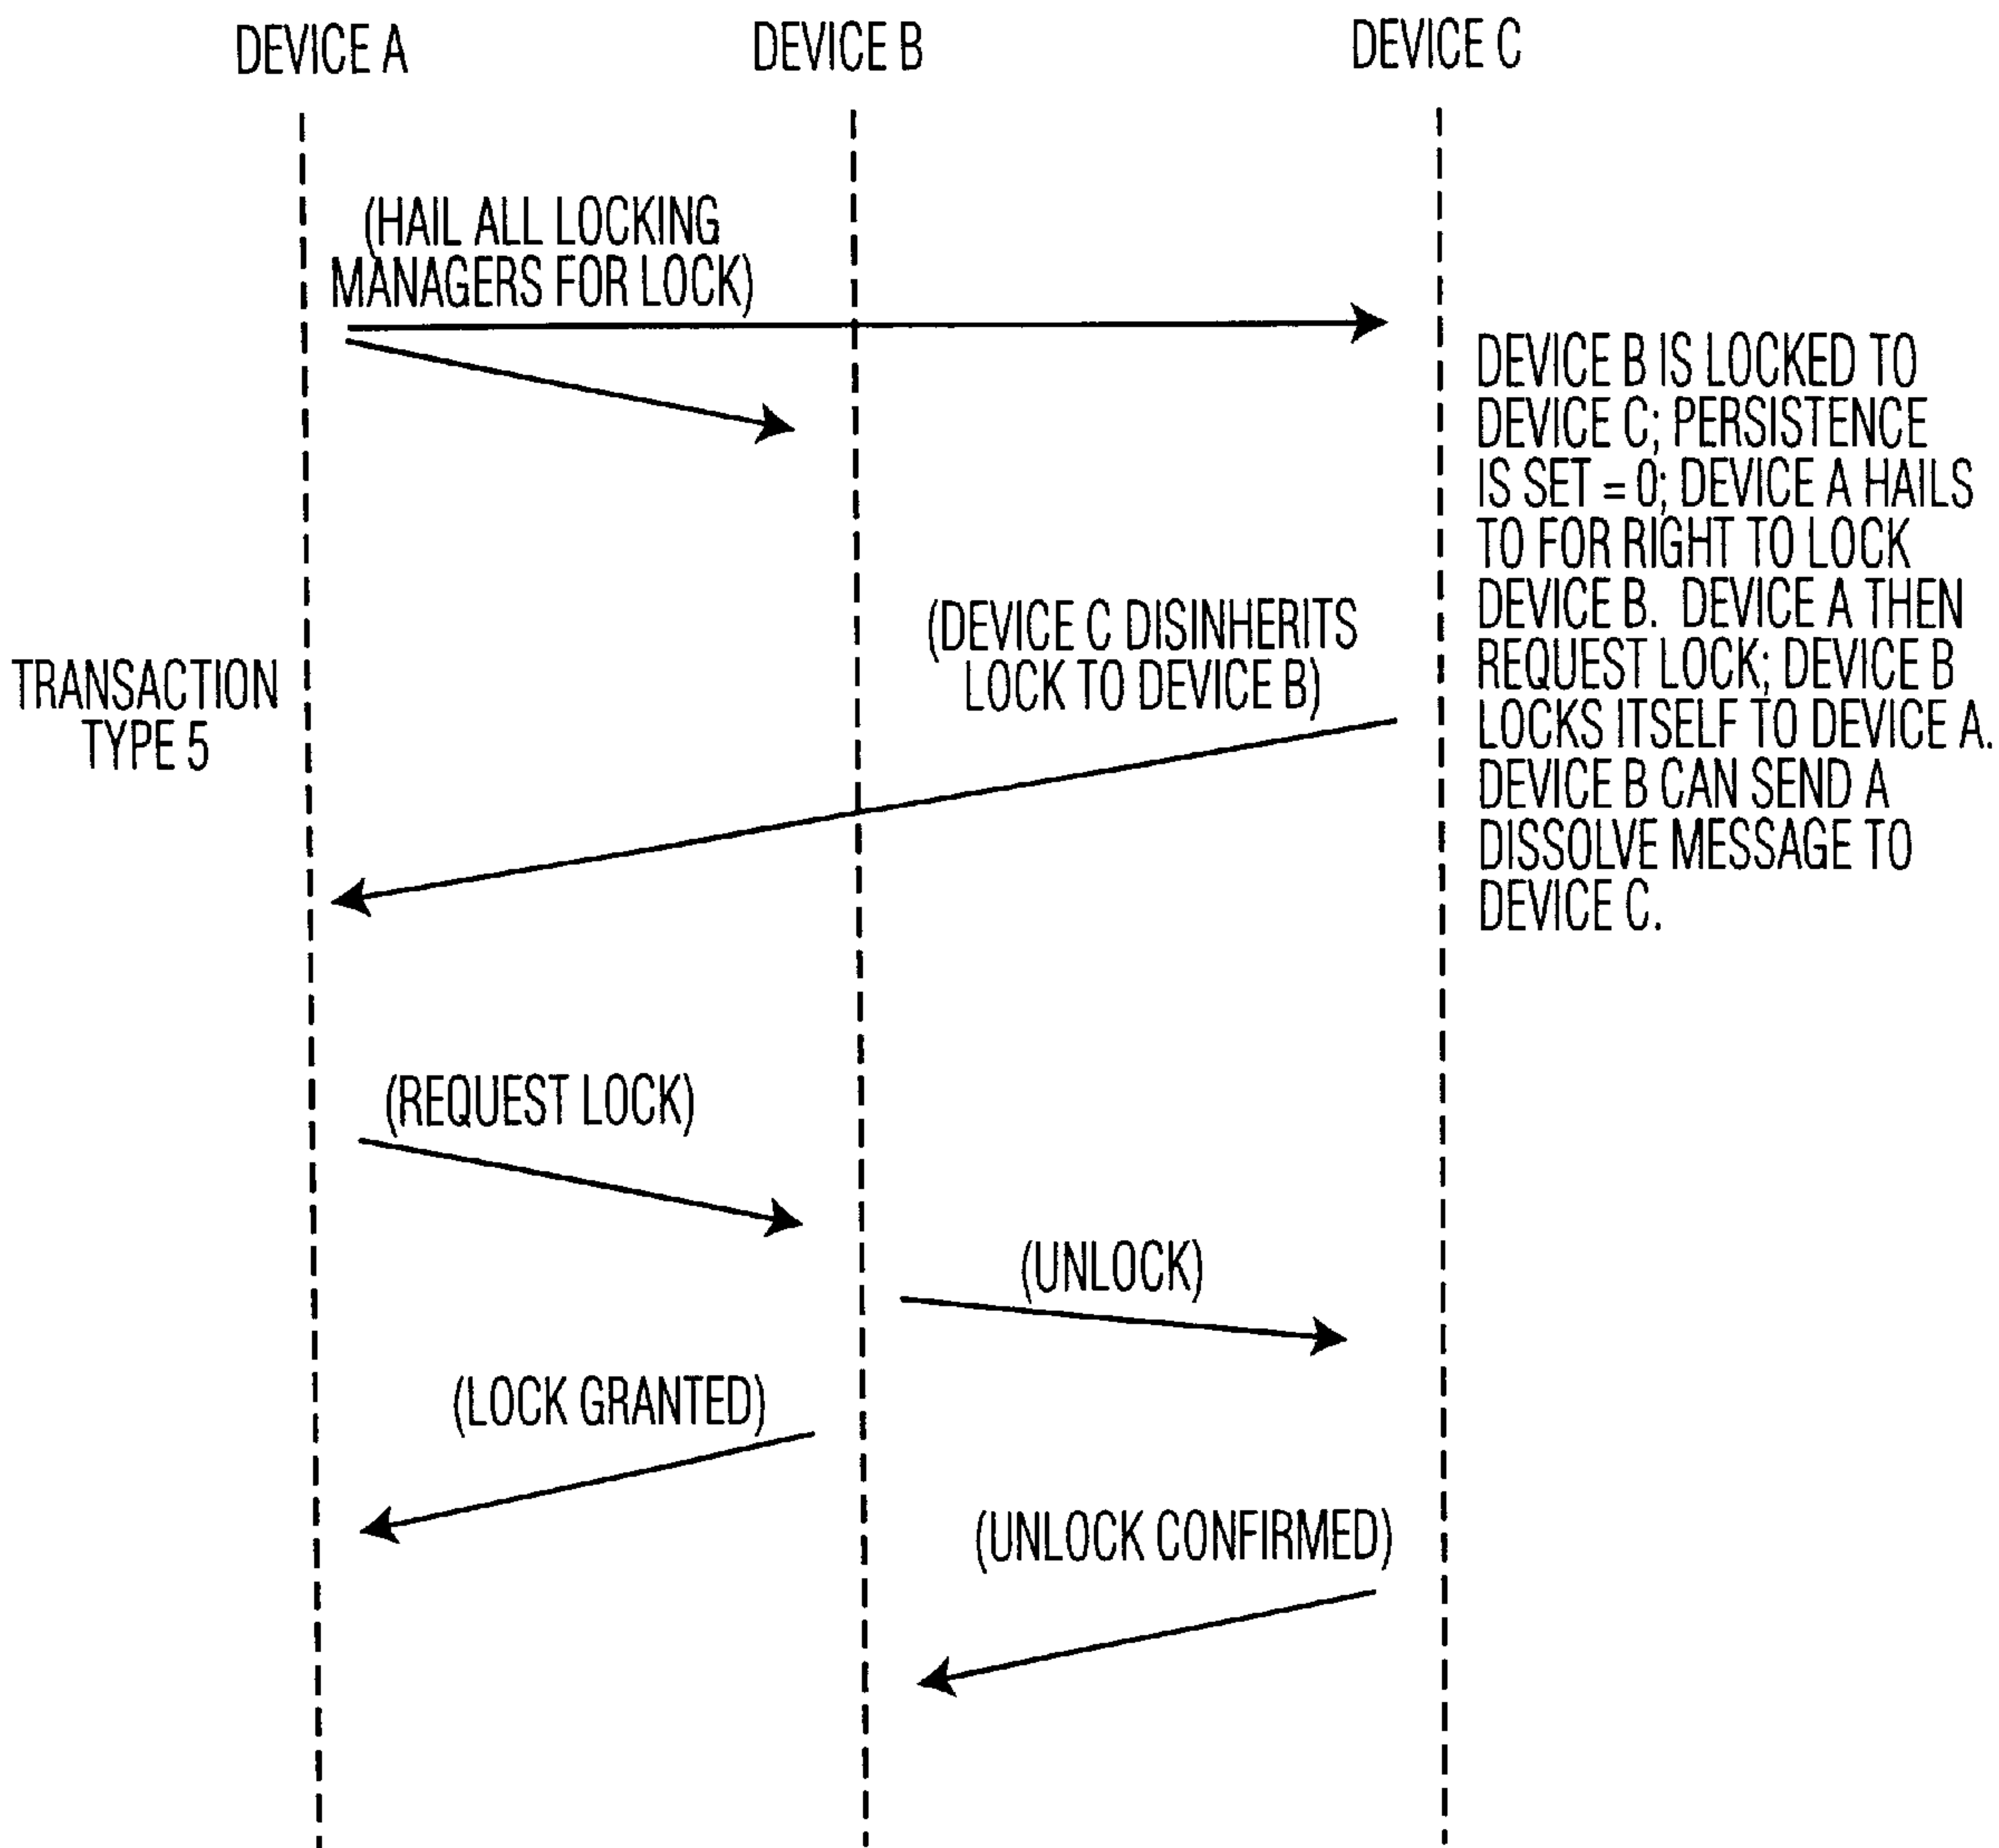 DEVICE A
DEVICE B
DEVICE C
(HAIL ALL LOCKING
MANAGERS FOR LOCK)
DEVICE B IS LOCKED TO
DEVICE C; PERSISTENCE
IS SET = 0; DEVICE A HAILS
TO FOR RIGHT TO LOCK
DEVICE B. DEVICE A THEN
REQUEST LOCK; DEVICE B
LOCKS ITSELF TO DEVICE A.
DEVICE B CAN SEND A
DISSOLVE MESSAGE TO
DEVICE C.
(DEVICE C DISINHERITS
LOCK TO DEVICE B)
TRANSACTION
TYPE 5
(REQUEST LOCK)
(UNLOCK)
(LOCK GRANTED)
(UNLOCK CONFIRMED)